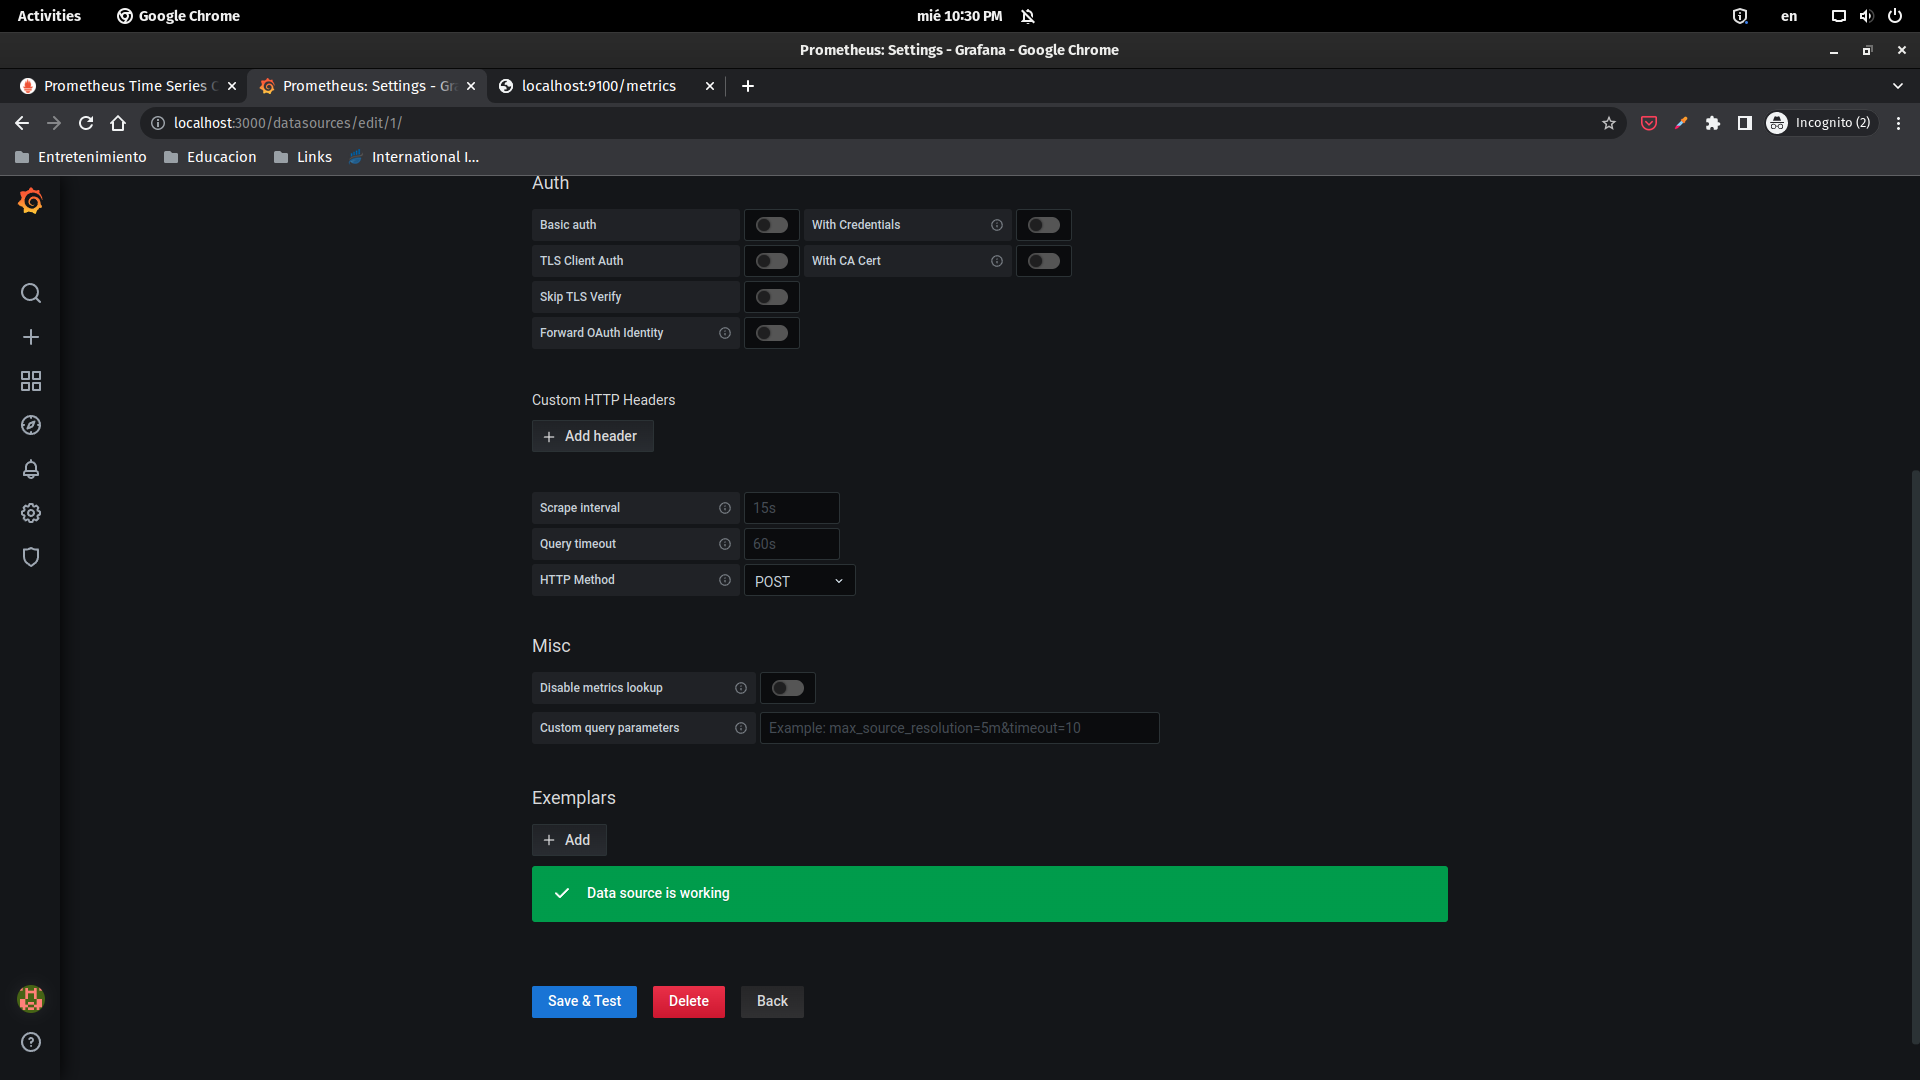 Activities
Google Chrome
mié 10:30 PM
en
Prometheus: Settings - Grafana - Google Chrome
Prometheus Time Series C
Prometheus: Settings - Gr
localhost:9100/metrics
localhost:3000/datasources/edit/1/
Incognito (2)
Entretenimiento
Educacion
Links
International I...
Auth
Basic auth
With Credentials
TLS Client Auth
With CA Cert
Skip TLS Verify
Forward OAuth Identity
Custom HTTP Headers
Add header
Scrape interval
15s
Query timeout
60s
HTTP Method
POST
Misc
Disable metrics lookup
Custom query parameters
Example: max_source_resolution=5m&timeout=10
Exemplars
Add
Data source is working
Save & Test
Delete
Back